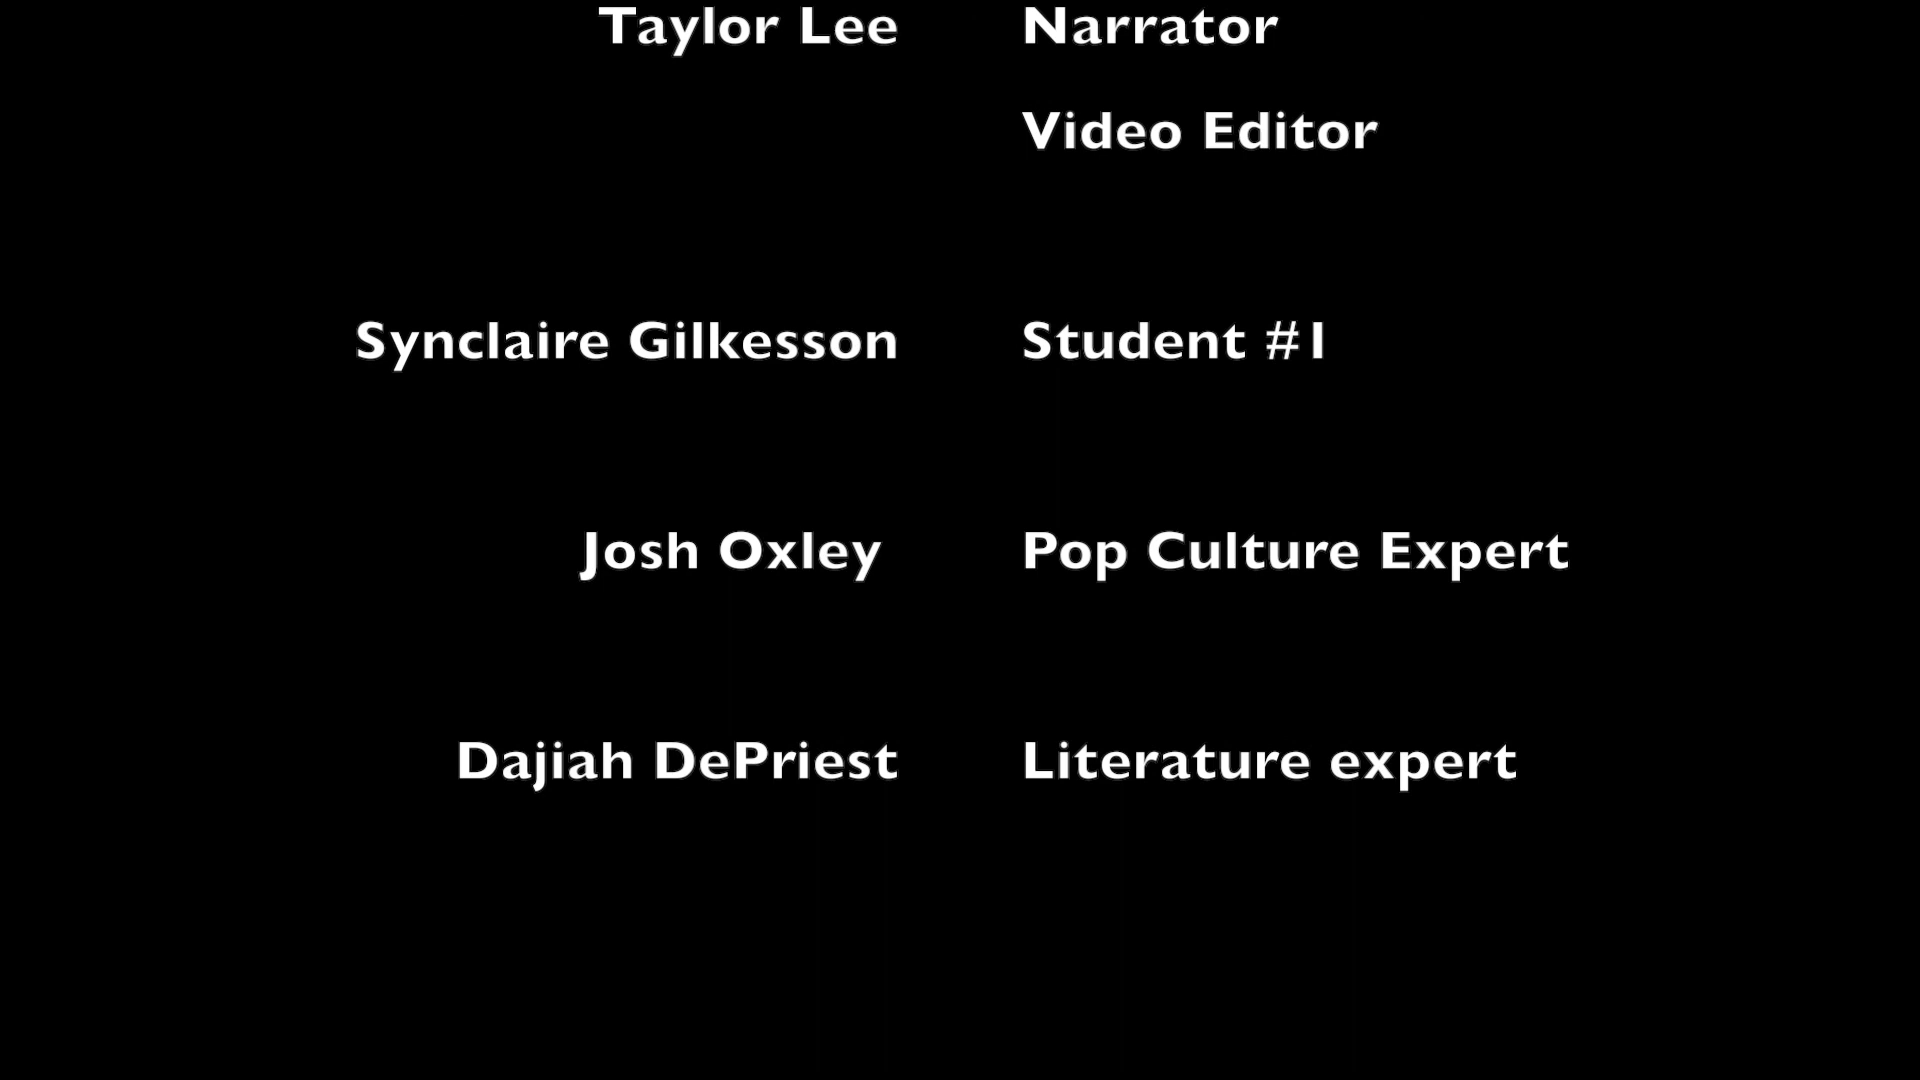 Taylor Lee Narrator
Video Editor
Synclaire Gilkesson Student #1
Josh Oxley Pop Culture Expert
Dajiah DePriest Literature expert